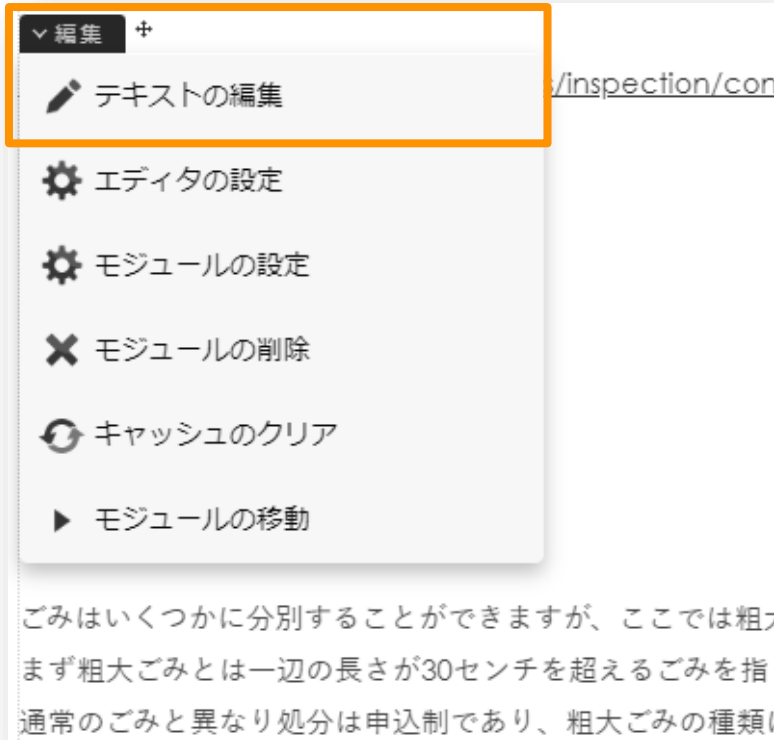 編集
テキストの編集
/inspection/con
エディタの設定
モジュールの設定
モジュールの削除
キャッシュのクリア
モジュールの移動
ごみはいくつかに分別することができますが、ここでは粗大
まず粗大ごみとは一辺の長さが30センチを超えるごみを指
通常のごみと異なり処分は申込制であり、粗大ごみの種類